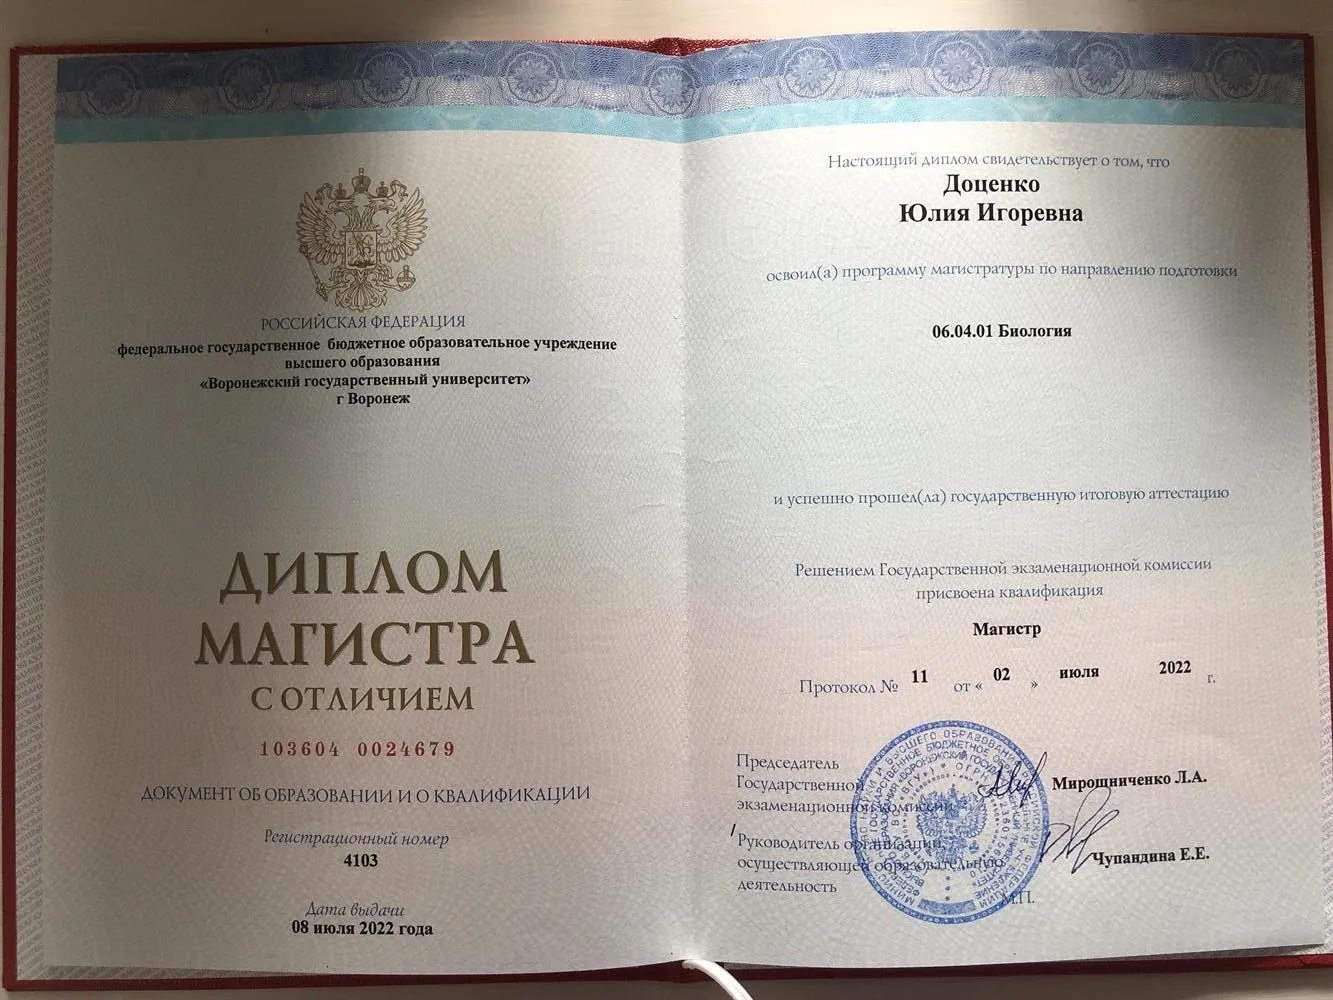 РОССИЙСКАЯ ФЕДЕРАЦИЯ
федеральное государственное бюджетное образовательное учреждение
высшего образования
«Воронежский государственный университет»
г Воронеж
ДИПЛОМ
МАГИСТРА
С ОТЛИЧИЕМ
103604 0024679
ДОКУМЕНТ ОБ ОБРАЗОВАНИИ И О КВАЛИФИКАЦИИ
Регистрационный номер
4103
Дата выдачи
08 июля 2022 года
Настоящий диплом свидетельствует о том, что
Доценко
Юлия Игоревна
освоил(а) программу магистратуры по направлению подготовки
06.04.01 Биология
и успешно прошел(ла) государственную итоговую аттестацию
Решением Государственной экзаменационной комиссии
присвоена квалификация
Магистр
Протокол № 11 от « 02 » июля 2022 г.
Председатель
Государственной
экзаменационной комиссии
Мирошниченко Л.А.
Руководитель организации,
осуществляющей образовательную
деятельность
Чупандина Е.Е.
М.П.